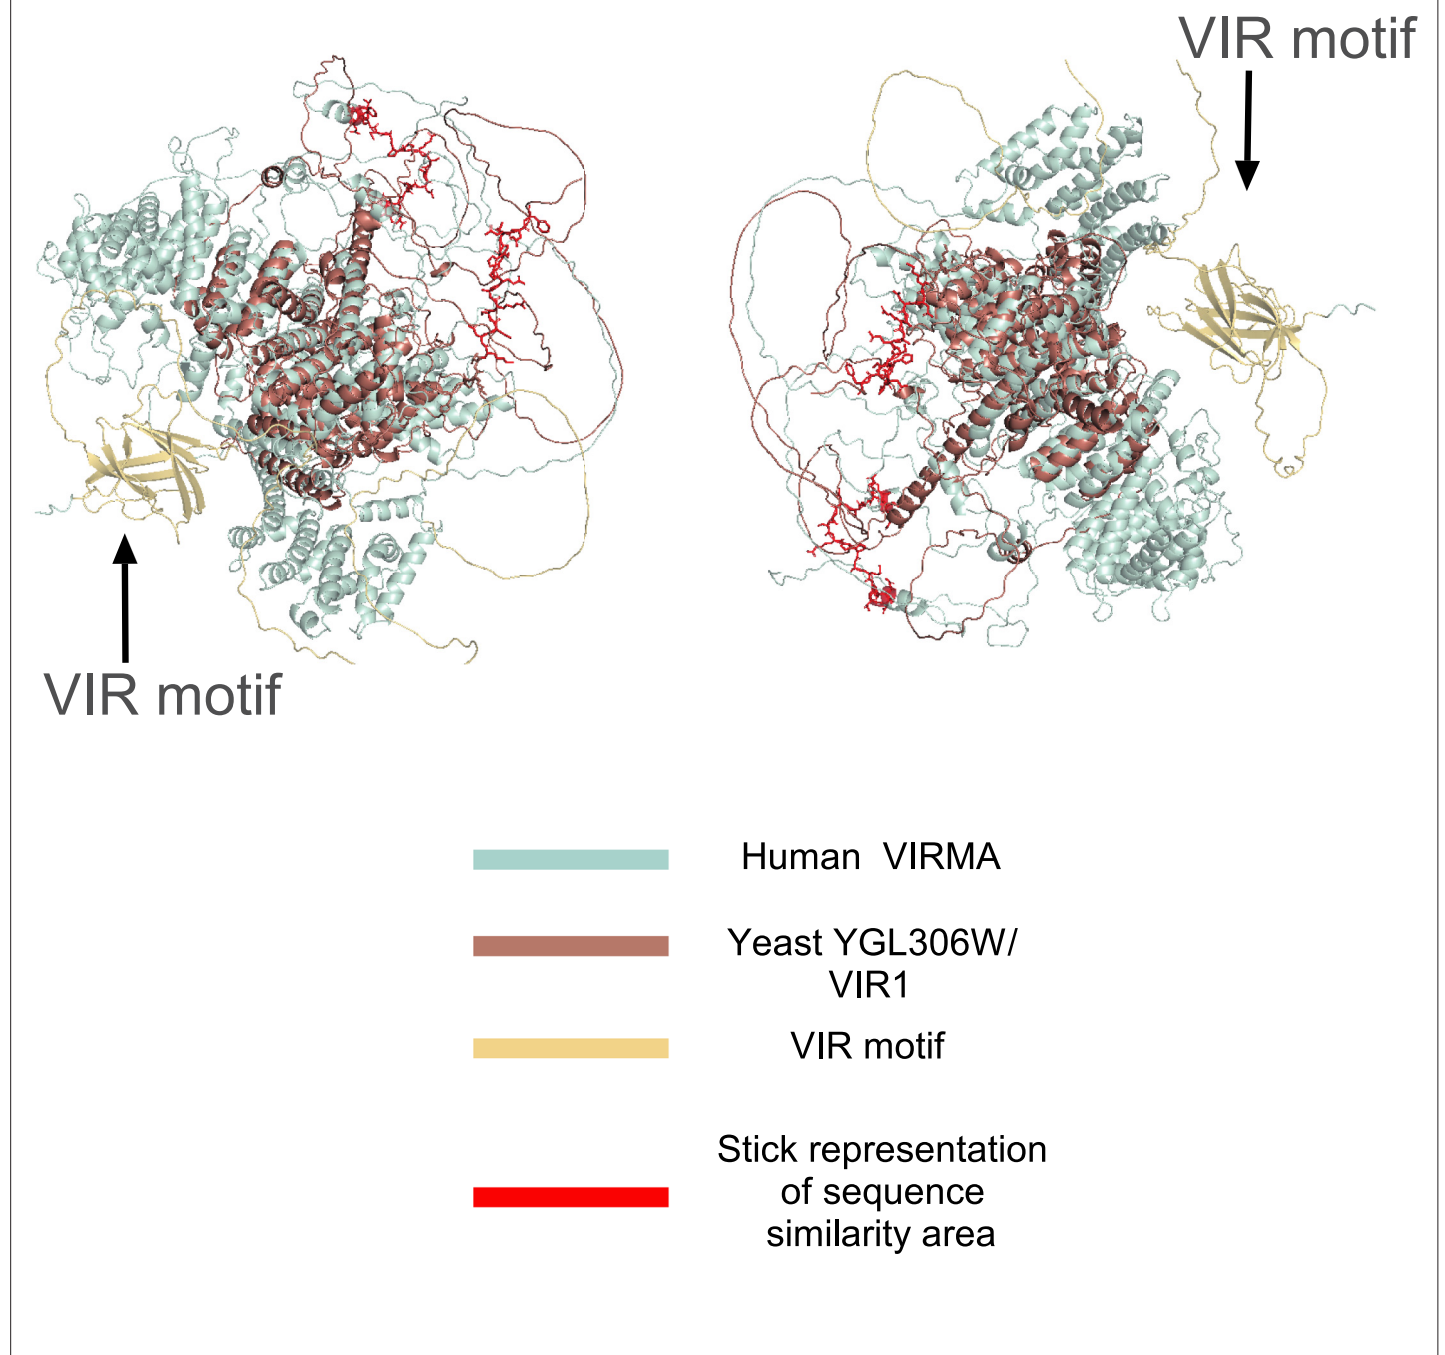 VIR motif
VIR motif
Human VIRMA
Yeast YGL306W/
VIR1
VIR motif
Stick representation
of sequence
similarity area